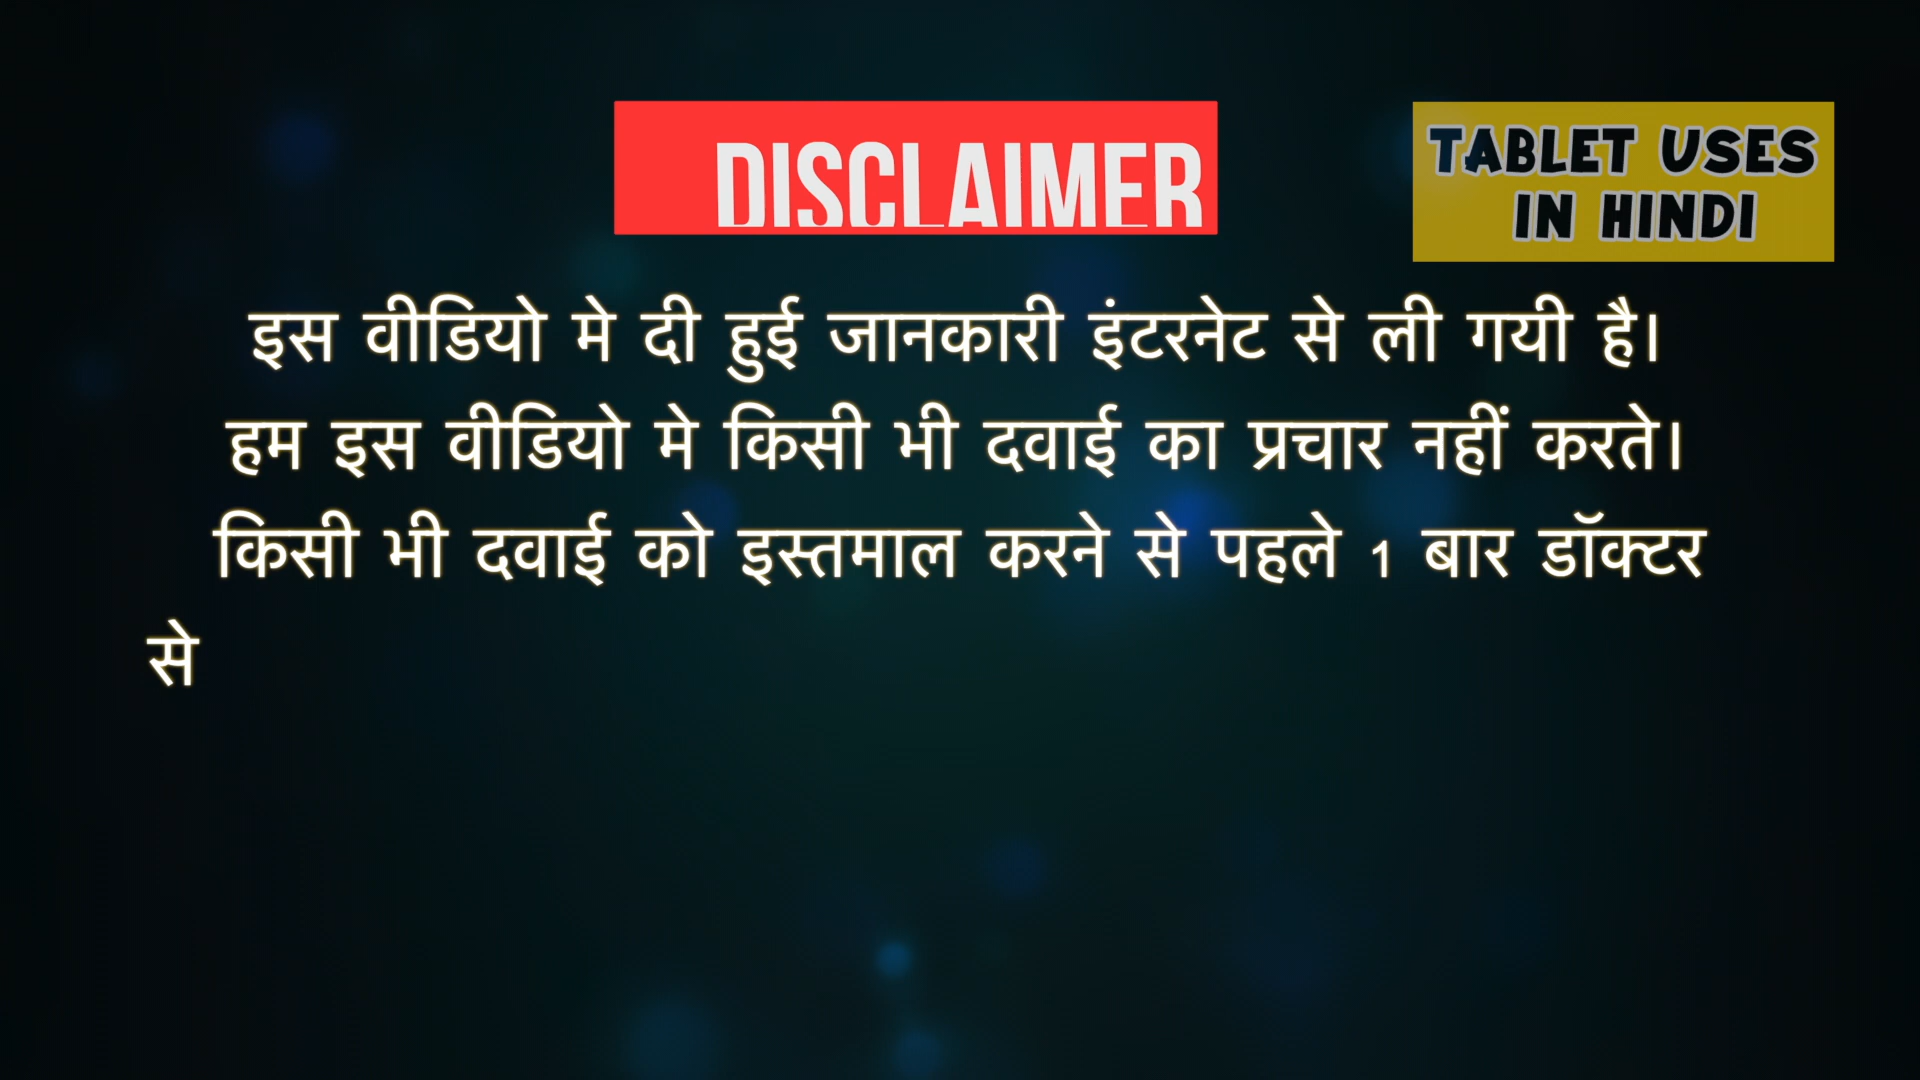 DISCLAIMER
TABLET USES
IN HINDI
इस वीडियो मे दी हुई जानकारी इंटरनेट से ली गयी है।
हम इस वीडियो मे किसी भी दवाई का प्रचार नहीं करते।
किसी भी दवाई को इस्तमाल करने से पहले 1 बार डॉक्टर
से